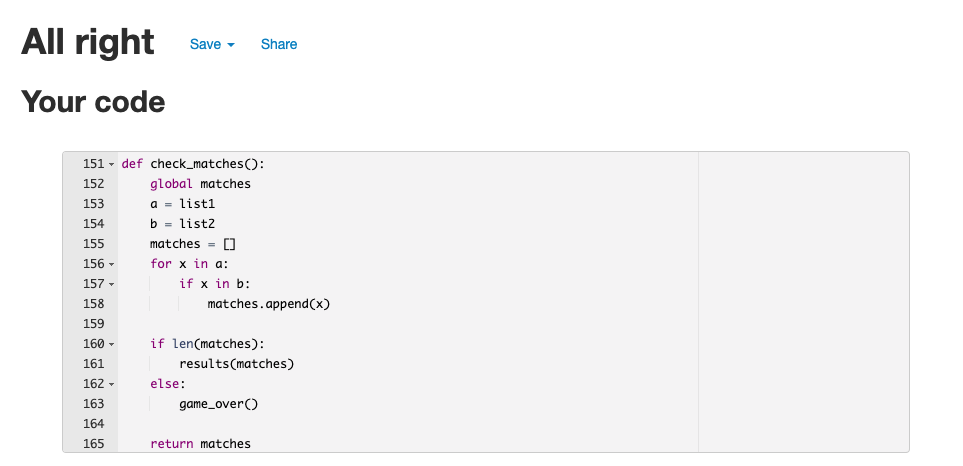 All right Save Share
Your code
151 def check_matches():
152     global matches
153     a = list1
154     b = list2
155     matches = []
156     for x in a:
157         if x in b:
158             matches.append(x)
159
160     if len(matches):
161         results(matches)
162     else:
163         game_over()
164
165     return matches